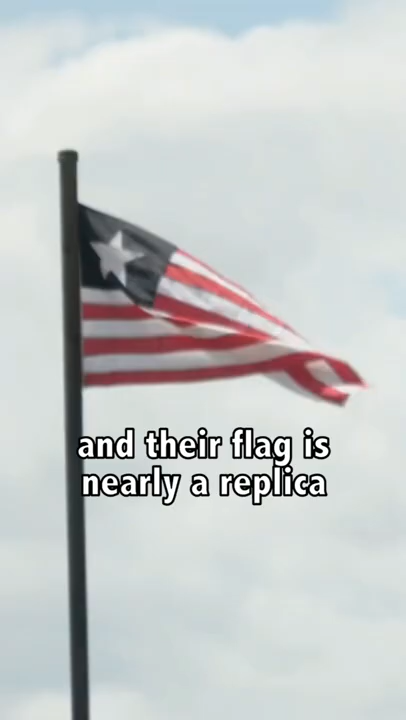 and their flag is
nearly a replica